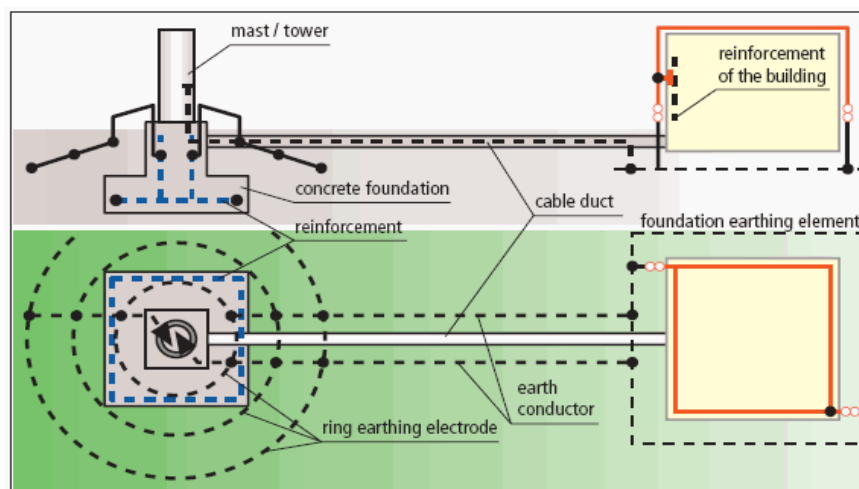 mast / tower
reinforcement
of the building
concrete foundation
cable duct
reinforcement
foundation earthing element
earth
conductor
ring earthing electrode